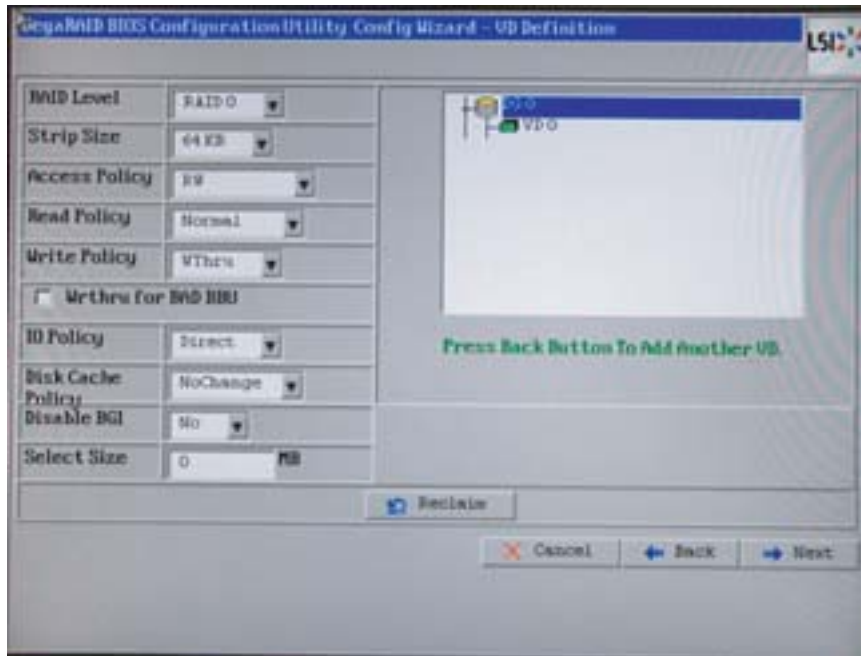 MegaRAID BIOS Configuration Utility Config Wizard - VD Definition
LSI
RAID Level
RAID 0
Strip Size
64 KB
Access Policy
RW
Read Policy
Normal
Write Policy
WThru
Wrthru for BAD BBU
IO Policy
Direct
Disk Cache Policy
NoChange
Disable BGI
No
Select Size
0 MB
VD 0
Press Back Button To Add Another VD.
Reclaim
Cancel
Back
Next